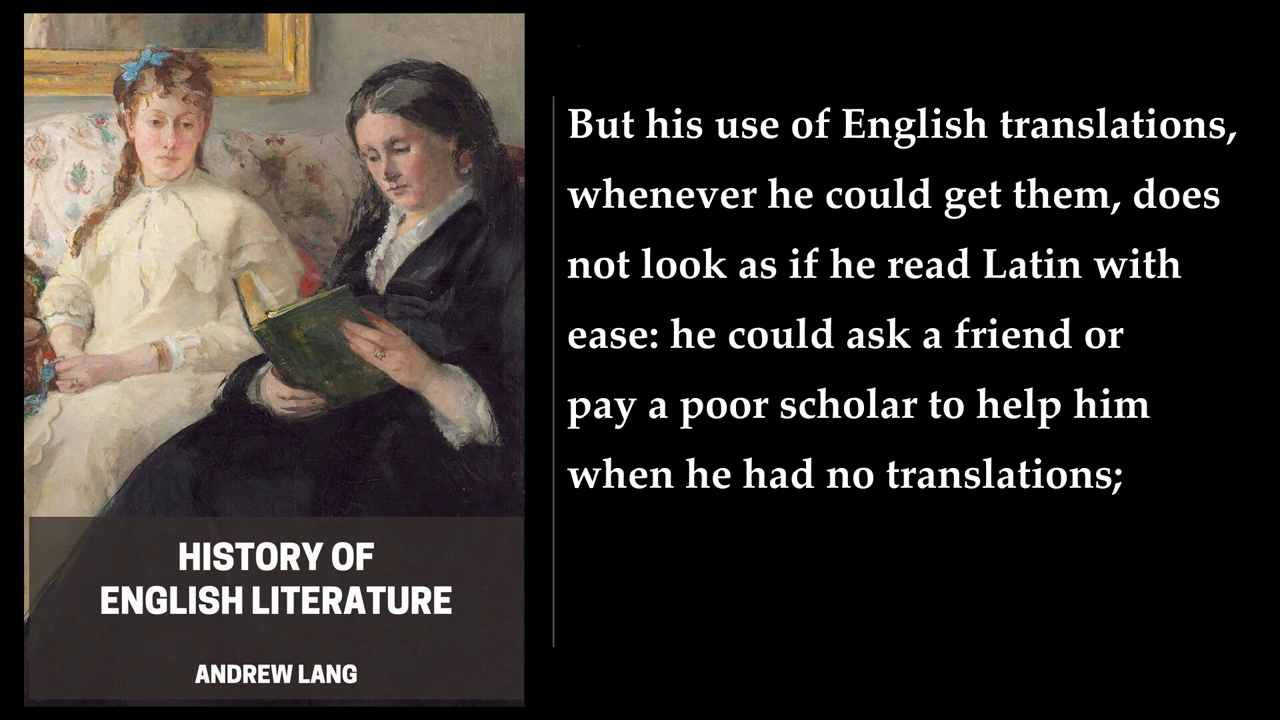 HISTORY OF
ENGLISH LITERATURE
ANDREW LANG
But his use of English translations,
whenever he could get them, does
not look as if he read Latin with
ease: he could ask a friend or
pay a poor scholar to help him
when he had no translations;